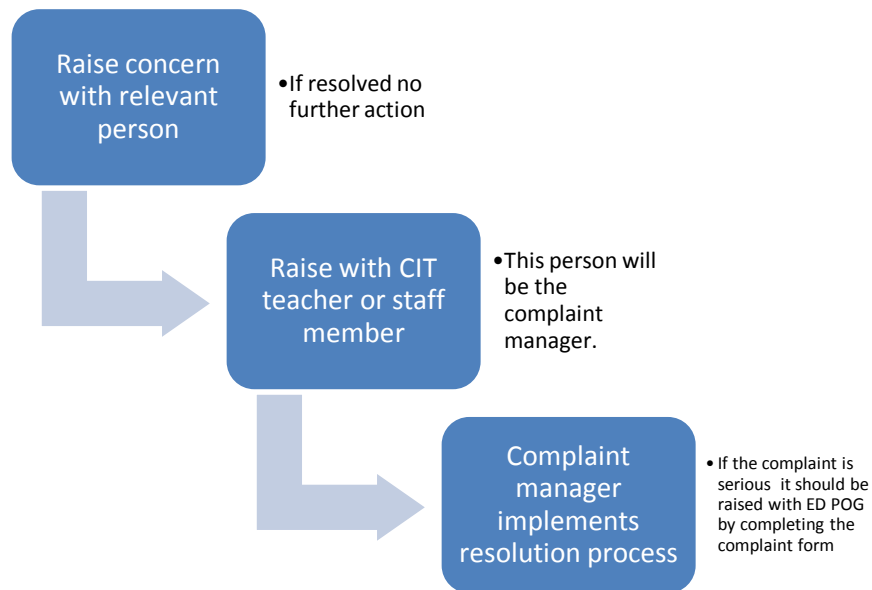 Raise concern
with relevant
person
•If resolved no
further action
Raise with CIT
teacher or staff
member
•This person will
be the
complaint
manager.
Complaint
manager
implements
resolution process
• If the complaint is
serious it should be
raised with ED POG
by completing the
complaint form